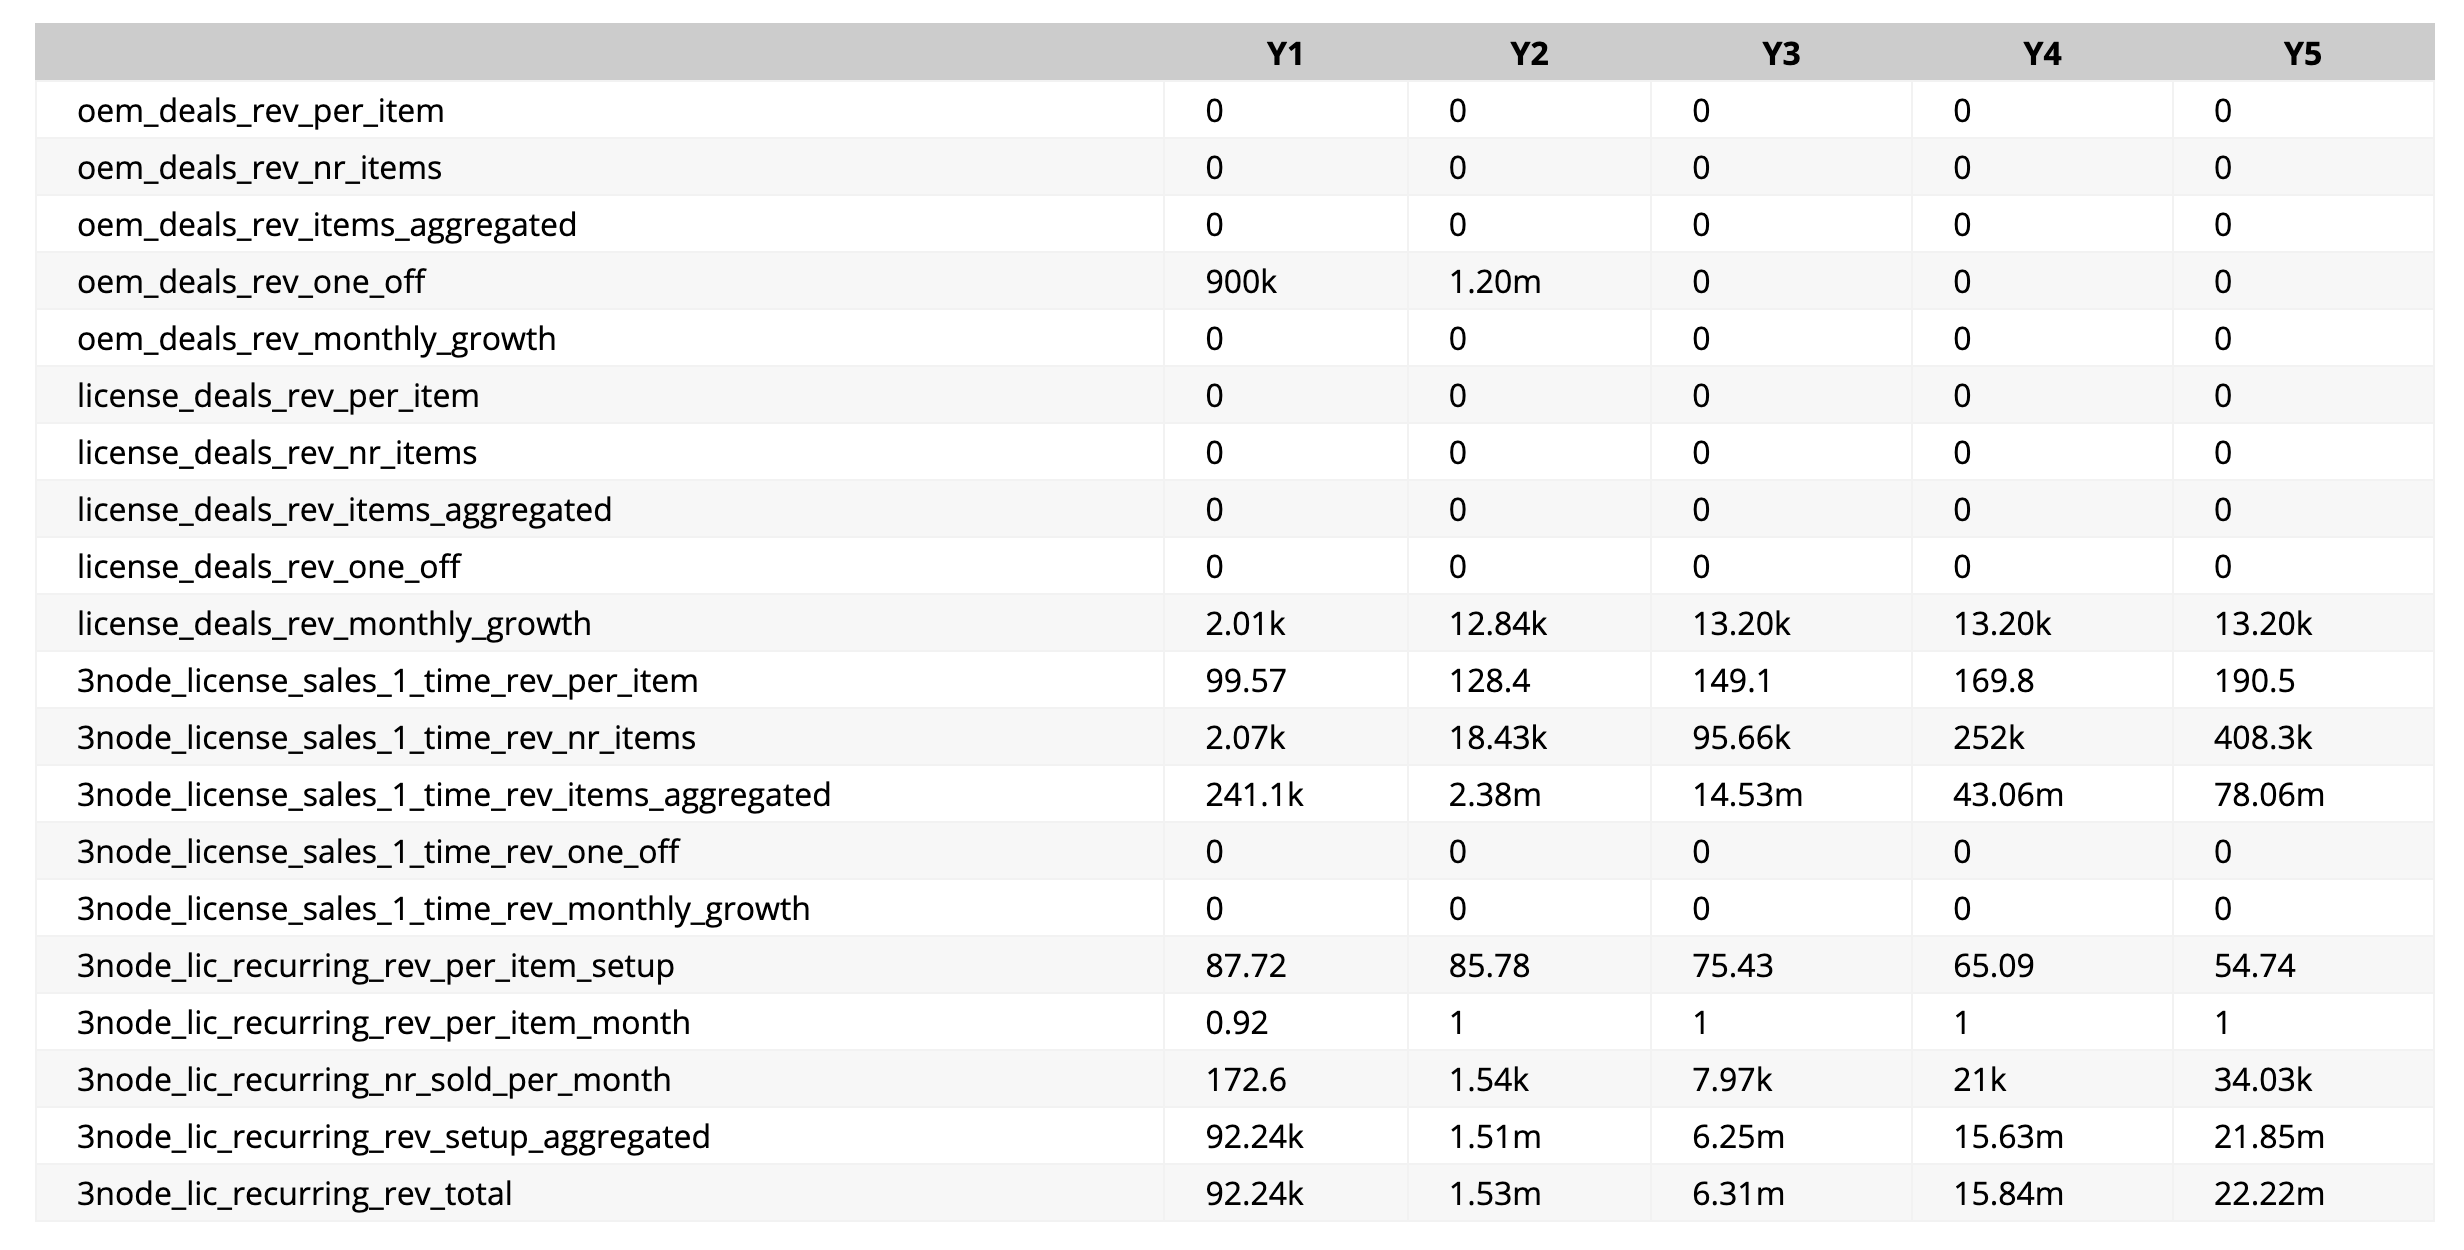 Y1 Y2 Y3 Y4 Y5
oem_deals_rev_per_item 0 0 0 0 0
oem_deals_rev_nr_items 0 0 0 0 0
oem_deals_rev_items_aggregated 0 0 0 0 0
oem_deals_rev_one_off 900k 1.20m 0 0 0
oem_deals_rev_monthly_growth 0 0 0 0 0
license_deals_rev_per_item 0 0 0 0 0
license_deals_rev_nr_items 0 0 0 0 0
license_deals_rev_items_aggregated 0 0 0 0 0
license_deals_rev_one_off 0 0 0 0 0
license_deals_rev_monthly_growth 2.01k 12.84k 13.20k 13.20k 13.20k
3node_license_sales_1_time_rev_per_item 99.57 128.4 149.1 169.8 190.5
3node_license_sales_1_time_rev_nr_items 2.07k 18.43k 95.66k 252k 408.3k
3node_license_sales_1_time_rev_items_aggregated 241.1k 2.38m 14.53m 43.06m 78.06m
3node_license_sales_1_time_rev_one_off 0 0 0 0 0
3node_license_sales_1_time_rev_monthly_growth 0 0 0 0 0
3node_lic_recurring_rev_per_item_setup 87.72 85.78 75.43 65.09 54.74
3node_lic_recurring_rev_per_item_month 0.92 1 1 1 1
3node_lic_recurring_nr_sold_per_month 172.6 1.54k 7.97k 21k 34.03k
3node_lic_recurring_rev_setup_aggregated 92.24k 1.51m 6.25m 15.63m 21.85m
3node_lic_recurring_rev_total 92.24k 1.53m 6.31m 15.84m 22.22m